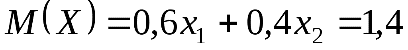 M(X) = 0,6x₁ + 0,4x₂ = 1,4